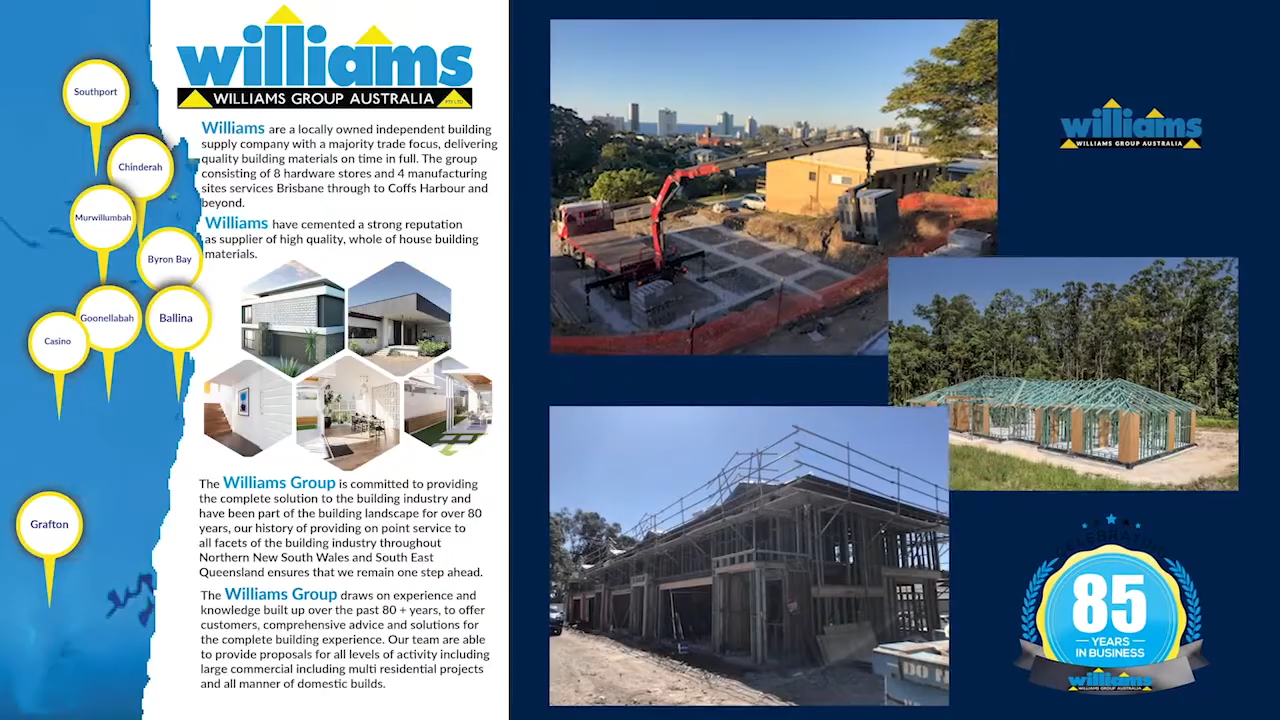 Southport
Chinderah
Murwillumbah
Byron Bay
Goonellabah
Ballina
Casino
Grafton
williams
WILLIAMS GROUP AUSTRALIA PTY LTD
Williams are a locally owned independent building
supply company with a majority trade focus, delivering
quality building materials on time in full. The group
consisting of 8 hardware stores and 4 manufacturing
sites services Brisbane through to Coffs Harbour and
beyond.
Williams have cemented a strong reputation
as supplier of high quality, whole of house building
materials.
The Williams Group is committed to providing
the complete solution to the building industry and
have been part of the building landscape for over 80
years, our history of providing on point service to
all facets of the building industry throughout
Northern New South Wales and South East
Queensland ensures that we remain one step ahead.
The Williams Group draws on experience and
knowledge built up over the past 80 + years, to offer
customers, comprehensive advice and solutions for
the complete building experience. Our team are able
to provide proposals for all levels of activity including
large commercial including multi residential projects
and all manner of domestic builds.
williams
WILLIAMS GROUP AUSTRALIA
CELEBRATING
85
YEARS
IN BUSINESS
williams
WILLIAMS GROUP AUSTRALIA